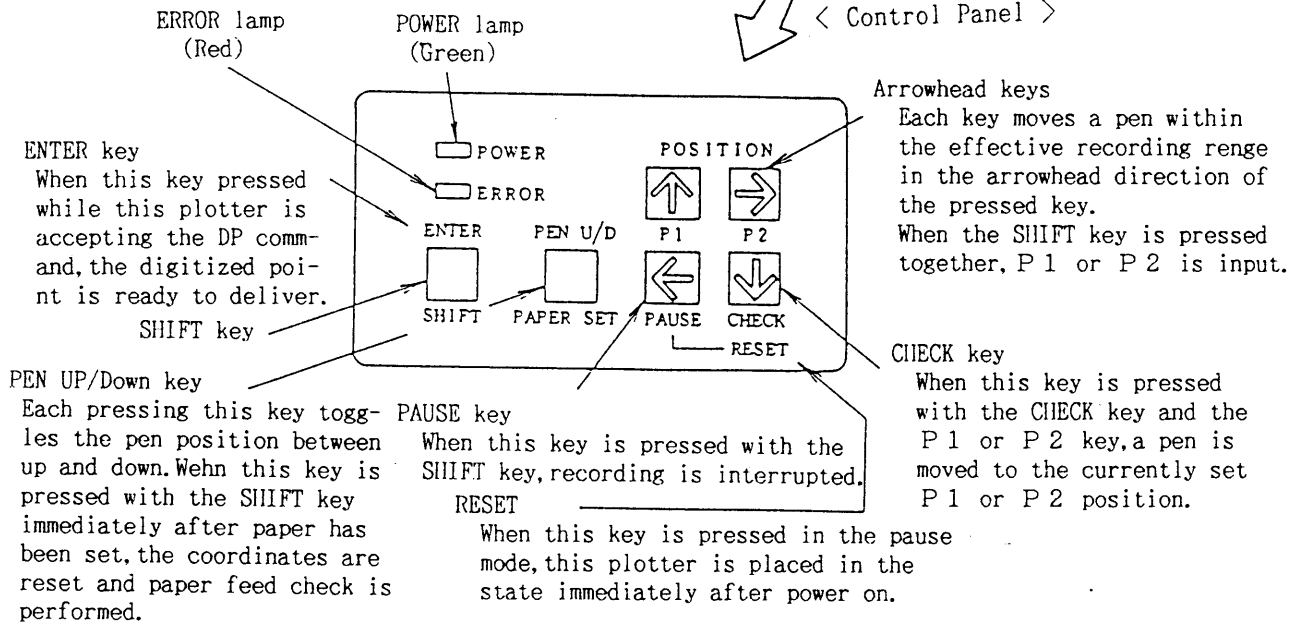 < Control Panel >
ERROR lamp
(Red)
POWER lamp
(Green)
ENTER key
When this key pressed
while this plotter is
accepting the DP comm-
and, the digitized poi-
nt is ready to deliver.
SHIFT key
PEN UP/Down key
Each pressing this key togg-
les the pen position between
up and down. Wehn this key is
pressed with the SHIFT key
immediately after paper has
been set, the coordinates are
reset and paper feed check is
performed.
POWER
ERROR
POSITION
ENTER PEN U/D P1 P2
SHIFT PAPER SET PAUSE CHECK
RESET
PAUSE key
When this key is pressed with the
SHIFT key, recording is interrupted.
RESET
When this key is pressed in the pause
mode, this plotter is placed in the
state immediately after power on.
Arrowhead keys
Each key moves a pen within
the effective recording renge
in the arrowhead direction of
the pressed key.
When the SHIFT key is pressed
together, P 1 or P 2 is input.
CHECK key
When this key is pressed
with the CHECK key and the
P 1 or P 2 key, a pen is
moved to the currently set
P 1 or P 2 position.